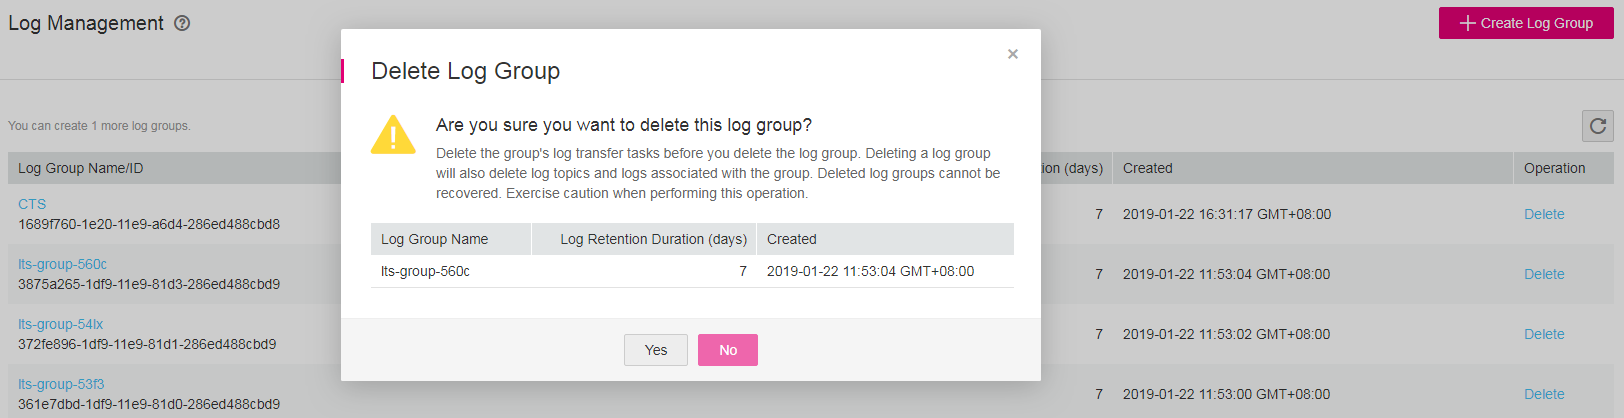 Log Management ?
+ Create Log Group
You can create 1 more log groups.
Log Group Name/ID
ion (days)
Created
Operation
CTS
1689f760-1e20-11e9-a6d4-286ed488cbd8
7
2019-01-22 16:31:17 GMT+08:00
Delete
lts-group-560c
3875a265-1df9-11e9-81d3-286ed488cbd9
7
2019-01-22 11:53:04 GMT+08:00
Delete
lts-group-54lx
372fe896-1df9-11e9-81d1-286ed488cbd9
7
2019-01-22 11:53:02 GMT+08:00
Delete
lts-group-53f3
361e7dbd-1df9-11e9-81d0-286ed488cbd9
7
2019-01-22 11:53:00 GMT+08:00
Delete
Delete Log Group
×
Are you sure you want to delete this log group?
Delete the group's log transfer tasks before you delete the log group. Deleting a log group
will also delete log topics and logs associated with the group. Deleted log groups cannot be
recovered. Exercise caution when performing this operation.
Log Group Name
Log Retention Duration (days)
Created
lts-group-560c
7
2019-01-22 11:53:04 GMT+08:00
Yes
No